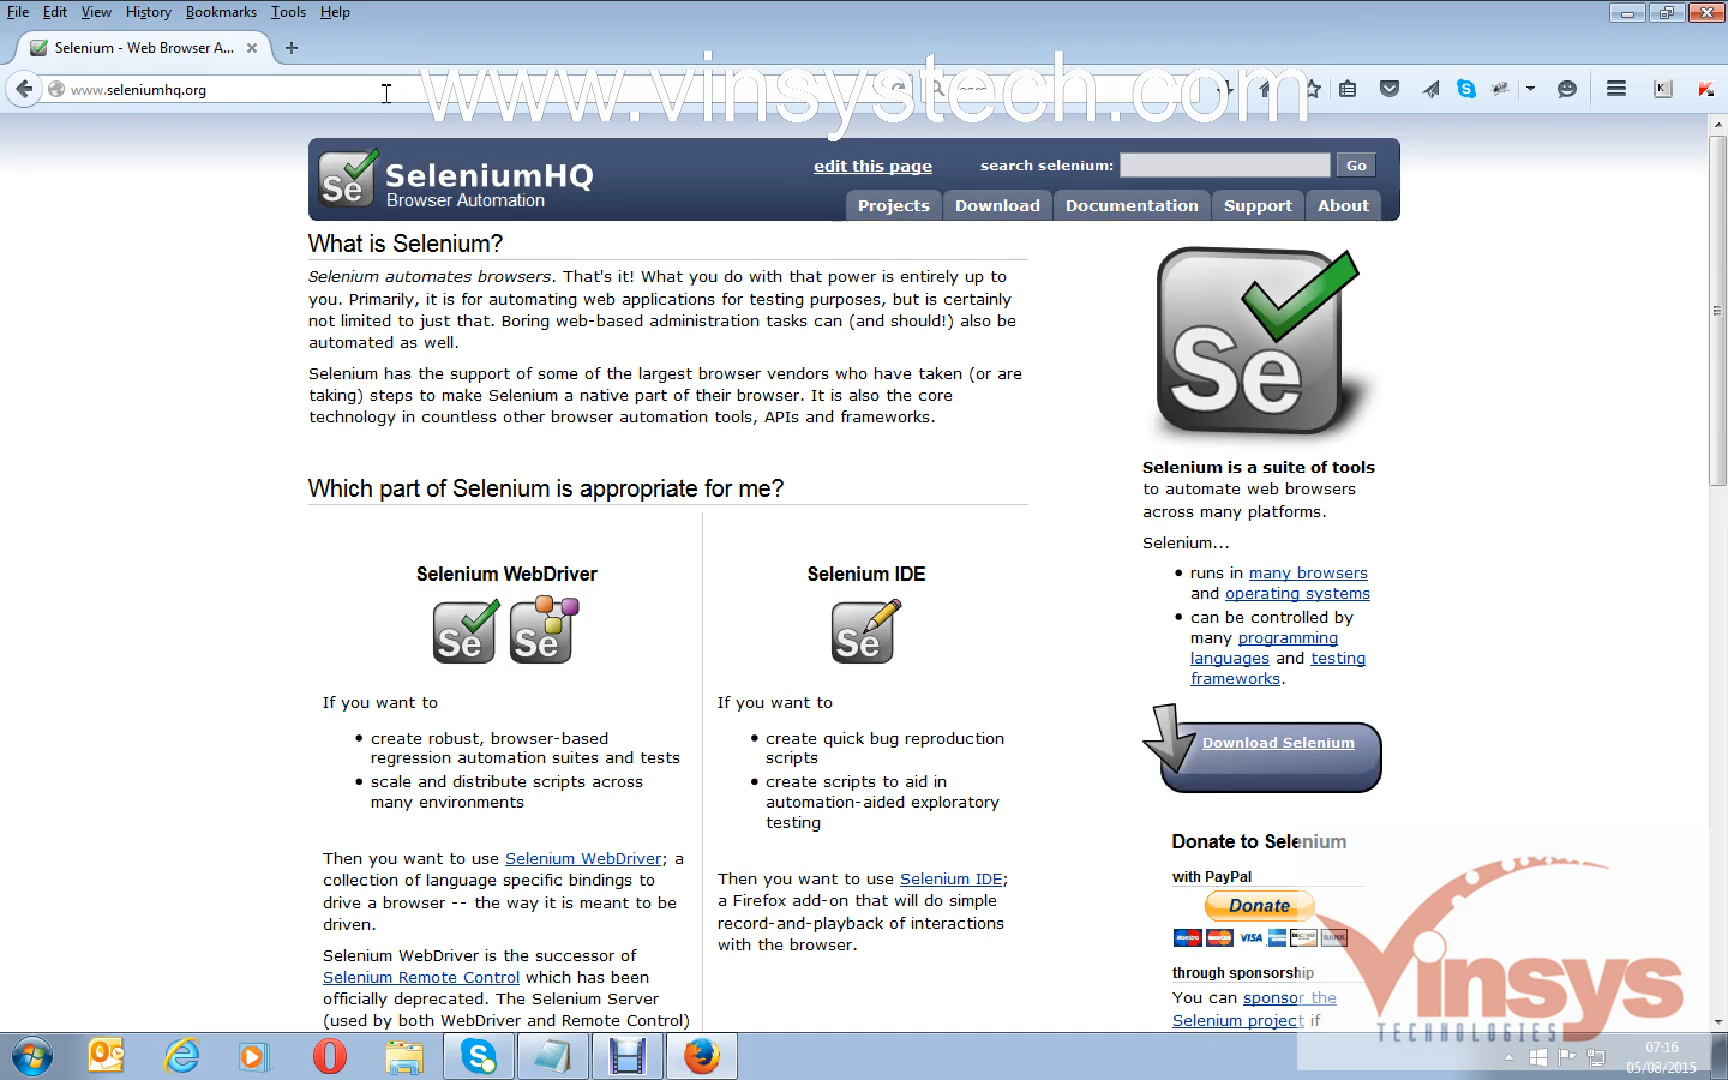 File Edit View History Bookmarks Tools Help
Selenium - Web Browser A...
www.seleniumhq.org
www.vinsystech.com
Se
SeleniumHQ
Browser Automation
edit this page
search selenium:
Go
Projects
Download
Documentation
Support
About
What is Selenium?
Selenium automates browsers. That's it! What you do with that power is entirely up to
you. Primarily, it is for automating web applications for testing purposes, but is certainly
not limited to just that. Boring web-based administration tasks can (and should!) also be
automated as well.
Selenium has the support of some of the largest browser vendors who have taken (or are
taking) steps to make Selenium a native part of their browser. It is also the core
technology in countless other browser automation tools, APIs and frameworks.
Which part of Selenium is appropriate for me?
Selenium WebDriver
Se
Se
If you want to
• create robust, browser-based
regression automation suites and tests
• scale and distribute scripts across
many environments
Then you want to use Selenium WebDriver; a
collection of language specific bindings to
drive a browser -- the way it is meant to be
driven.
Selenium WebDriver is the successor of
Selenium Remote Control which has been
officially deprecated. The Selenium Server
(used by both WebDriver and Remote Control)
Selenium IDE
Se
If you want to
• create quick bug reproduction
scripts
• create scripts to aid in
automation-aided exploratory
testing
Then you want to use Selenium IDE;
a Firefox add-on that will do simple
record-and-playback of interactions
with the browser.
Se
Selenium is a suite of tools
to automate web browsers
across many platforms.
Selenium...
• runs in many browsers
and operating systems
• can be controlled by
many programming
languages and testing
frameworks.
Download Selenium
Donate to Selenium
with PayPal
Donate
VISA
BANK
through sponsorship
You can sponsor the
Selenium project if
Vinsys
TECHNOLOGIES
07:16
05/08/2015